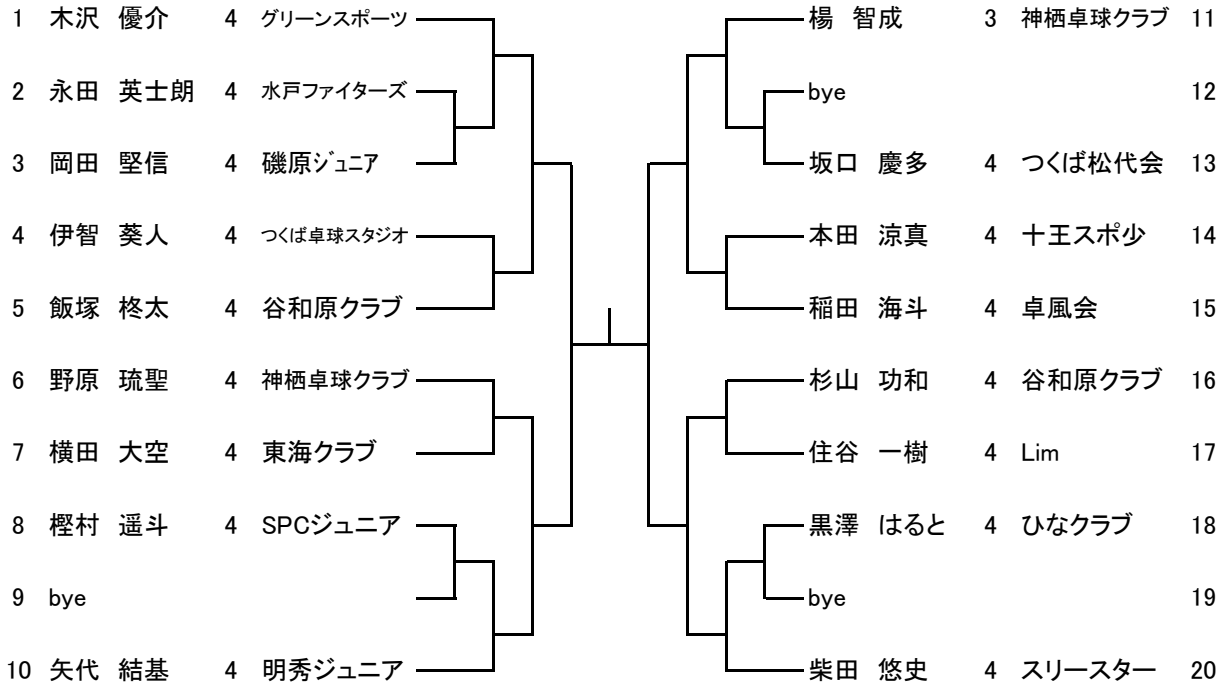 1 木沢 優介 4 グリーンスポーツ
2 永田 英士朗 4 水戸ファイターズ
3 岡田 堅信 4 磯原ジュニア
4 伊智 葵人 4 つくば卓球スタジオ
5 飯塚 柊太 4 谷和原クラブ
6 野原 琉聖 4 神栖卓球クラブ
7 横田 大空 4 東海クラブ
8 樫村 遥斗 4 SPCジュニア
9 bye
10 矢代 結基 4 明秀ジュニア
楊 智成 3 神栖卓球クラブ 11
bye 12
坂口 慶多 4 つくば松代会 13
本田 涼真 4 十王スポ少 14
稲田 海斗 4 卓風会 15
杉山 功和 4 谷和原クラブ 16
住谷 一樹 4 Lim 17
黒澤 はると 4 ひなクラブ 18
bye 19
柴田 悠史 4 スリースター 20